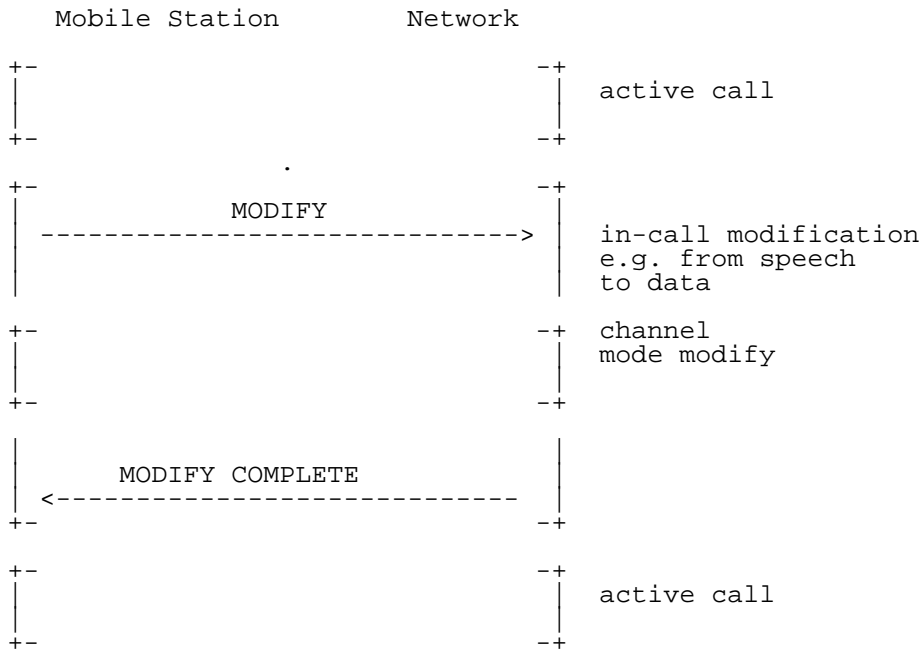 Mobile Station Network
active call
MODIFY
in-call modification
e.g. from speech
to data
channel
mode modify
MODIFY COMPLETE
active call